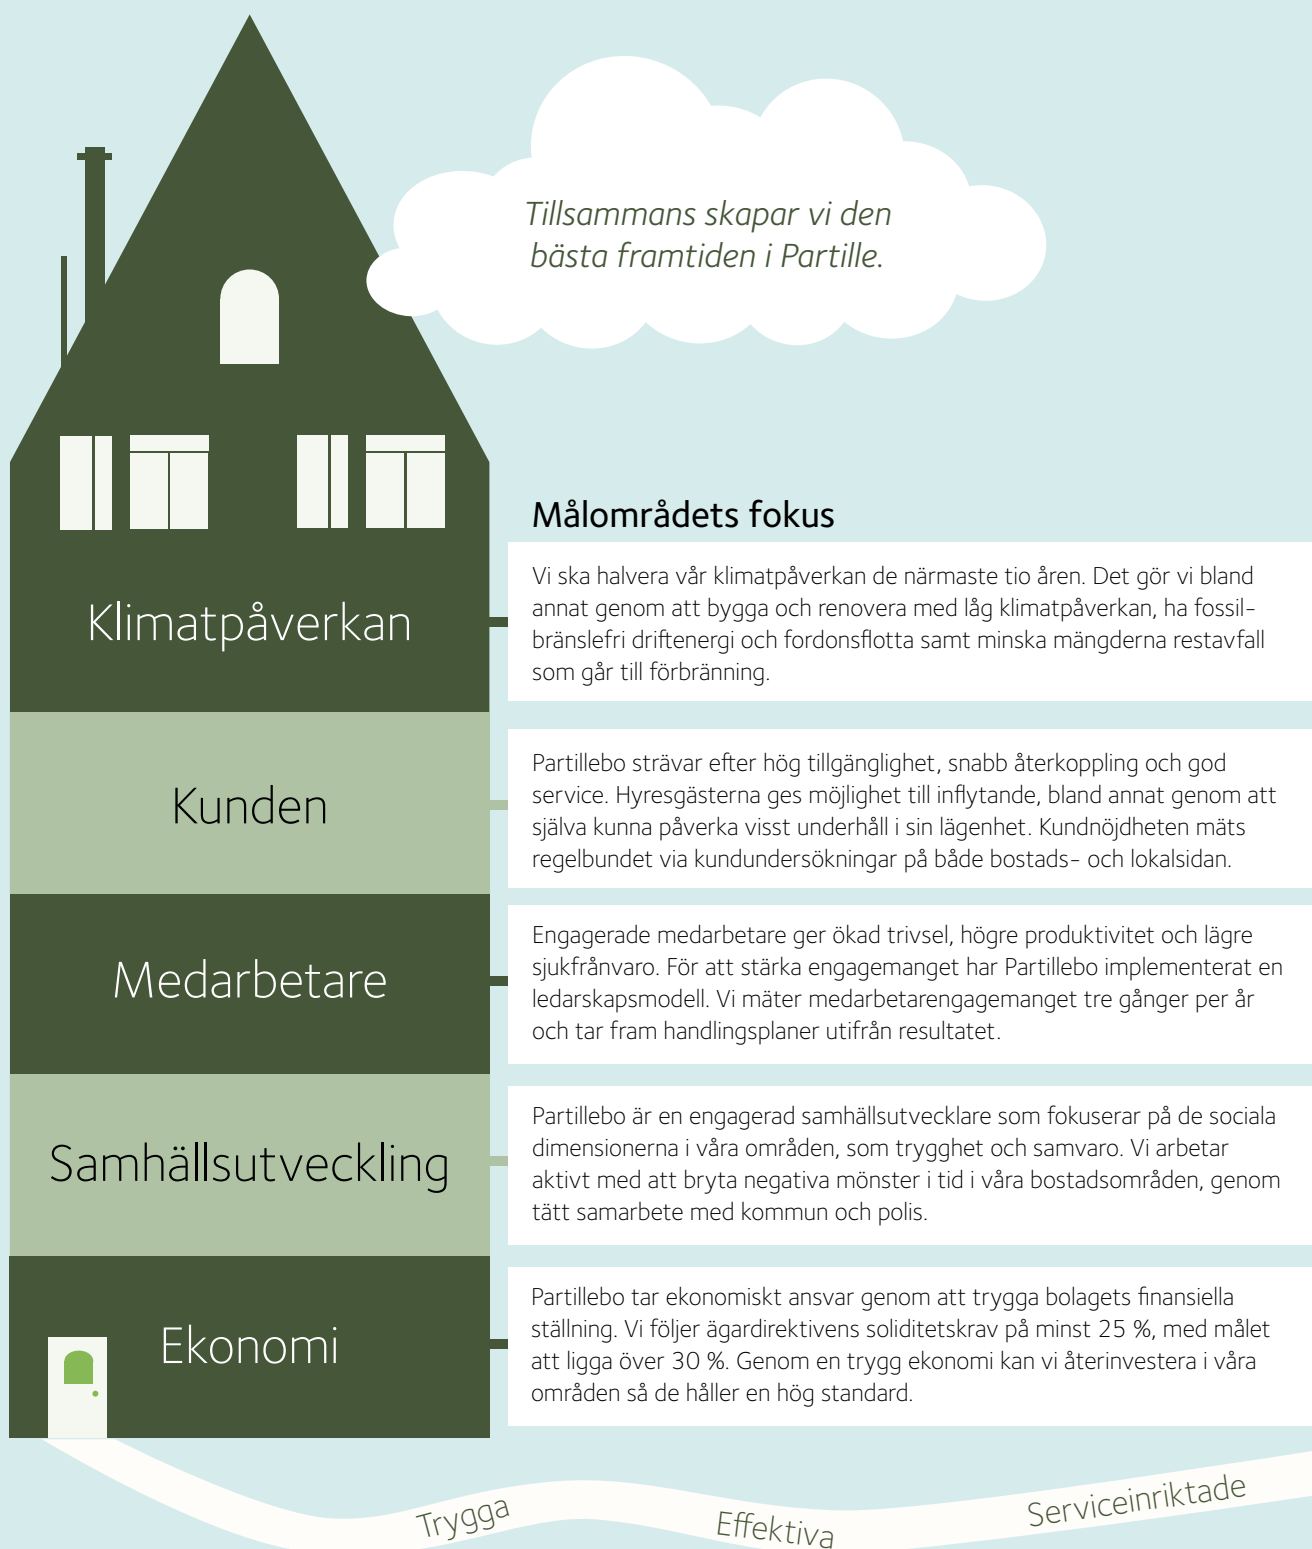 Tillsammans skapar vi den
bästa framtiden i Partille.
Målområdets fokus
Klimatpåverkan
Vi ska halvera vår klimatpåverkan de närmaste tio åren. Det gör vi bland
annat genom att bygga och renovera med låg klimatpåverkan, ha fossil-
bränslefri driftenergi och fordonsflotta samt minska mängderna restavfall
som går till förbränning.
Kunden
Partillebo strävar efter hög tillgänglighet, snabb återkoppling och god
service. Hyresgästerna ges möjlighet till inflytande, bland annat genom att
själva kunna påverka visst underhåll i sin lägenhet. Kundnöjdheten mäts
regelbundet via kundundersökningar på både bostads- och lokalsidan.
Medarbetare
Engagerade medarbetare ger ökad trivsel, högre produktivitet och lägre
sjukfrånvaro. För att stärka engagemanget har Partillebo implementerat en
ledarskapsmodell. Vi mäter medarbetarengagemanget tre gånger per år
och tar fram handlingsplaner utifrån resultatet.
Samhällsutveckling
Partillebo är en engagerad samhällsutvecklare som fokuserar på de sociala
dimensionerna i våra områden, som trygghet och samvaro. Vi arbetar
aktivt med att bryta negativa mönster i tid i våra bostadsområden, genom
tätt samarbete med kommun och polis.
Ekonomi
Partillebo tar ekonomiskt ansvar genom att trygga bolagets finansiella
ställning. Vi följer ägardirektivens soliditetskrav på minst 25 %, med målet
att ligga över 30 %. Genom en trygg ekonomi kan vi återinvestera i våra
områden så de håller en hög standard.
Trygga
Effektiva
Serviceinriktade